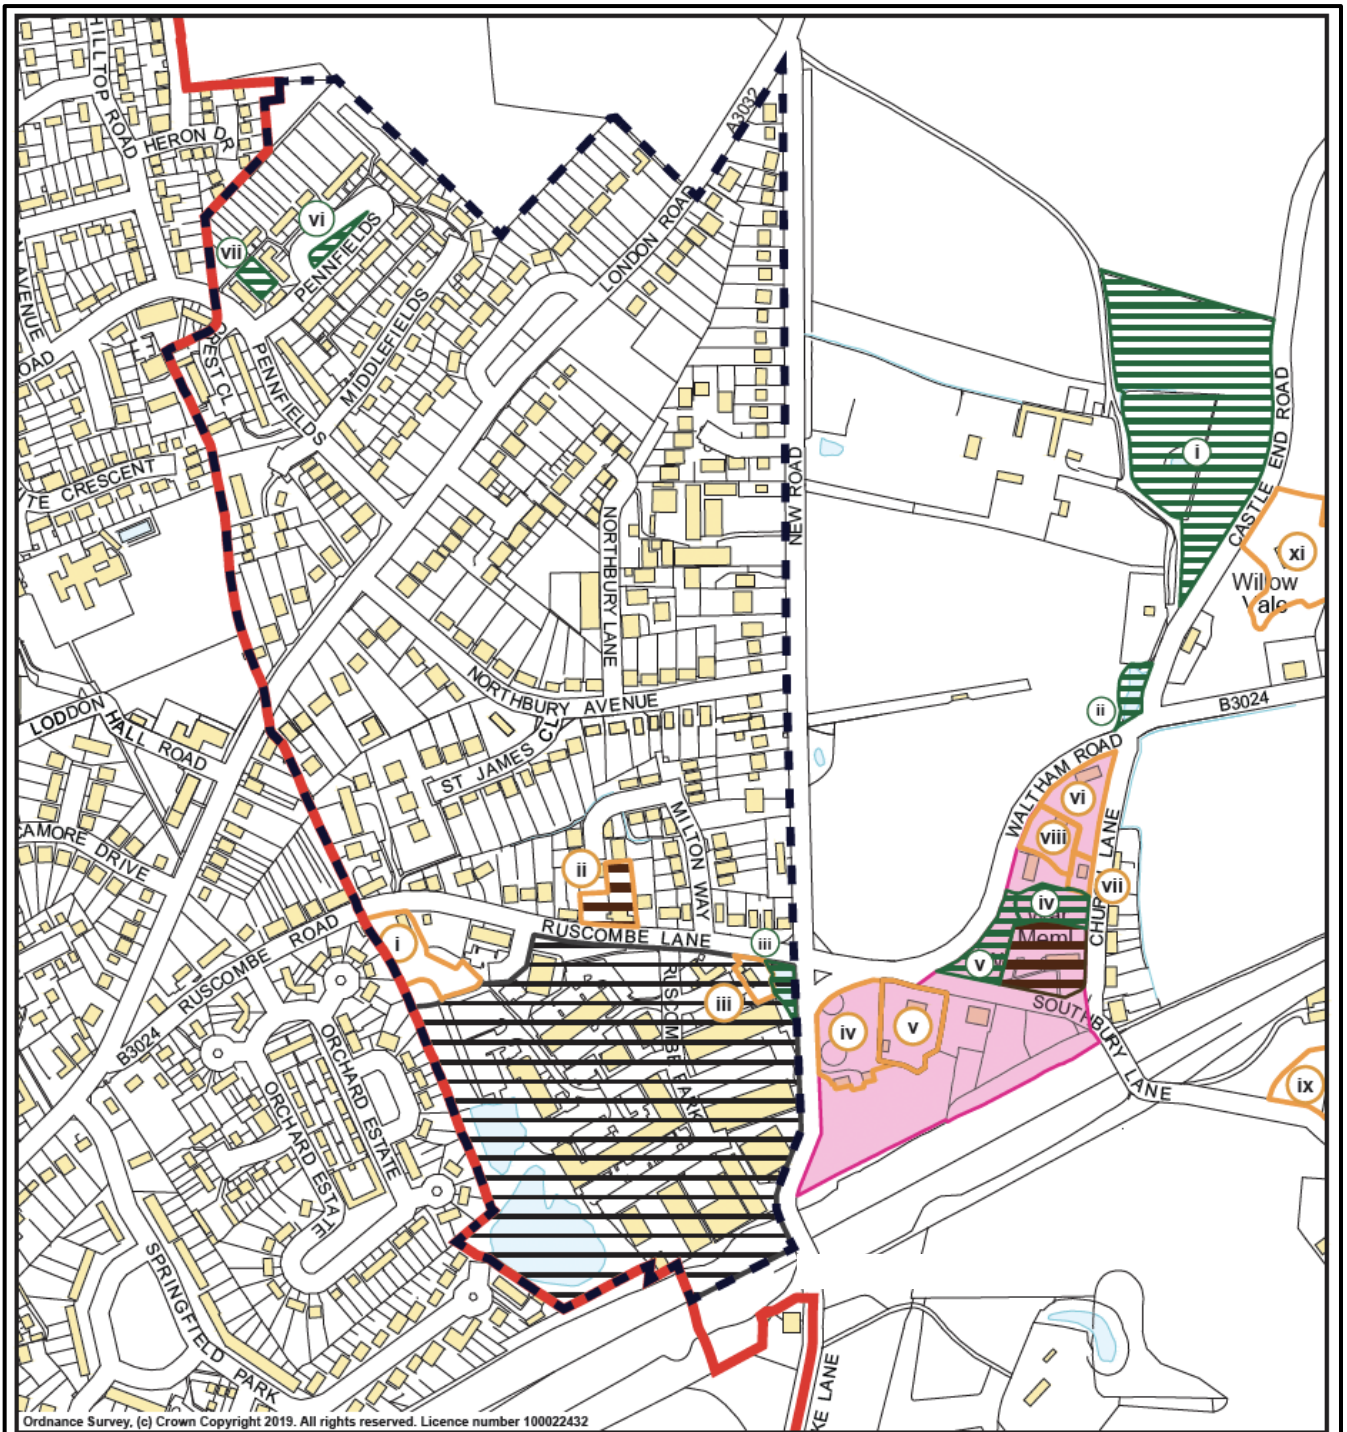 HILLTOP ROAD
HERON DR
A3032
vi
vii
PENNFIELDS
LONDON ROAD
AVENUE
OAD
REST CL
PENNFIELDS
MIDDLEFIELDS
i
CASTLE END ROAD
NEW ROAD
TE CRESCENT
NORTHBURY LANE
xi
Willow
Vale
LODDON HALL ROAD
NORTHBURY AVENUE
ST JAMES CL
ii
B3024
WALTHAM ROAD
vi
viii
CAMORE DRIVE
MILTON WAY
ii
vii
CHURCH LANE
iv
Meml
v
RUSCOMBE LANE
iii
i
RUSCOMBE ROAD
B3024
iii
iv
v
SOUTHBURY LANE
RUSCOMBE PARK
ix
ORCHARD ESTATE
ORCHARD ESTATE
SPRINGFIELD PARK
KE LANE
Ordnance Survey, (c) Crown Copyright 2019. All rights reserved. Licence number 100022432